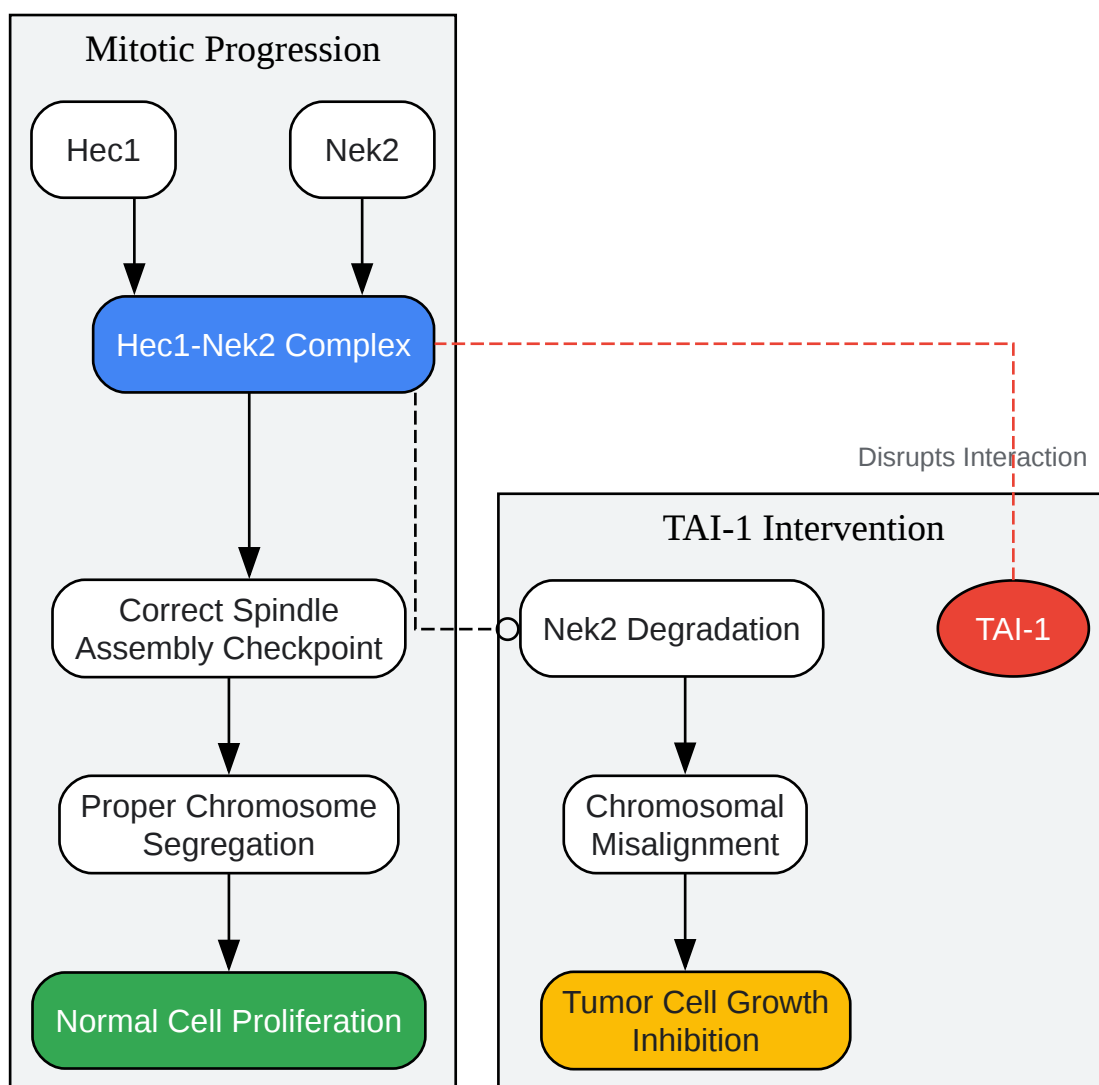 Mitotic Progression
Hec1
Nek2
Hec1-Nek2 Complex
Correct Spindle
Assembly Checkpoint
Proper Chromosome
Segregation
Normal Cell Proliferation
Disrupts Interaction
TAI-1 Intervention
Nek2 Degradation
TAI-1
Chromosomal
Misalignment
Tumor Cell Growth
Inhibition